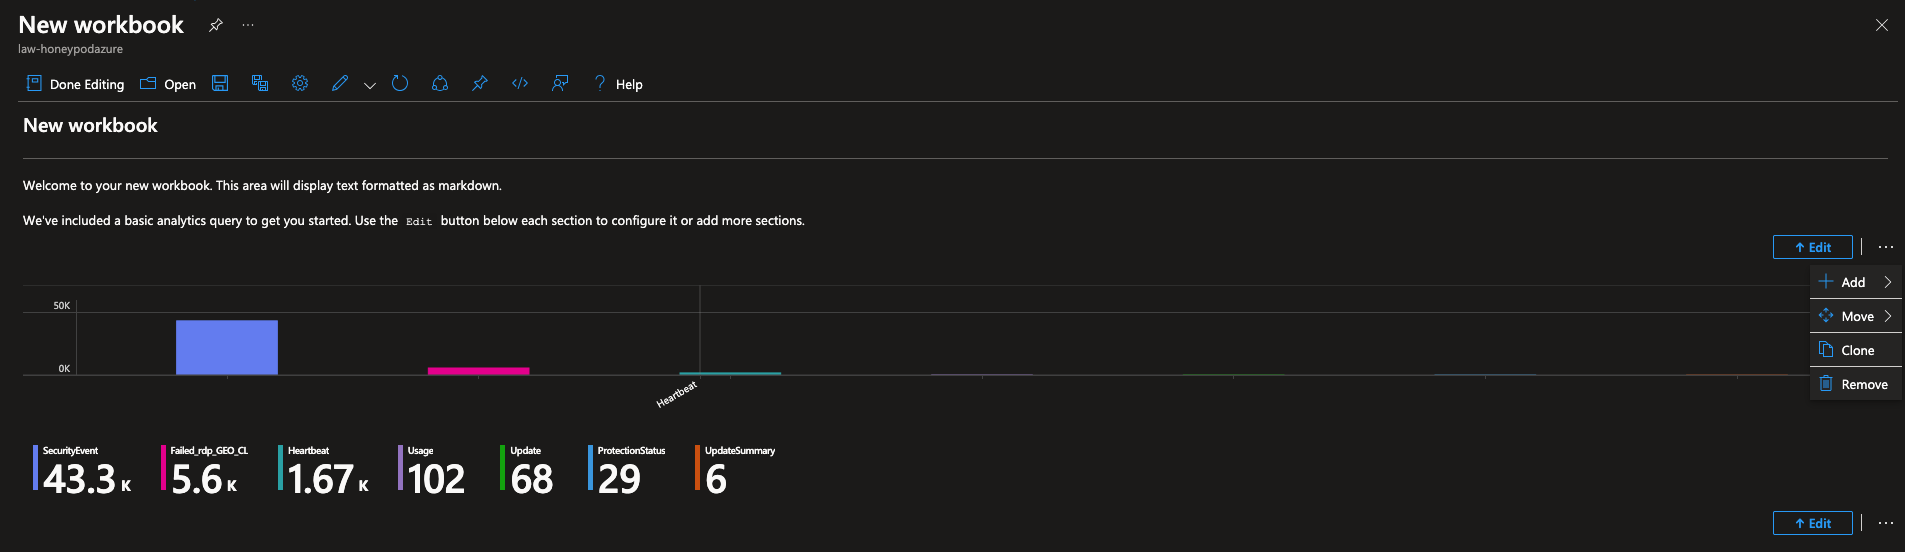 New workbook
law-honeypodazure
Done Editing Open Help
New workbook
Welcome to your new workbook. This area will display text formatted as markdown.
We've included a basic analytics query to get you started. Use the Edit button below each section to configure it or add more sections.
Edit
Add
Move
Clone
Remove
50K
0K
Heartbeat
SecurityEvent
43.3 K
Failed_rdp_GEO_CL
5.6 K
Heartbeat
1.67 K
Usage
102
Update
68
ProtectionStatus
29
UpdateSummary
6
Edit